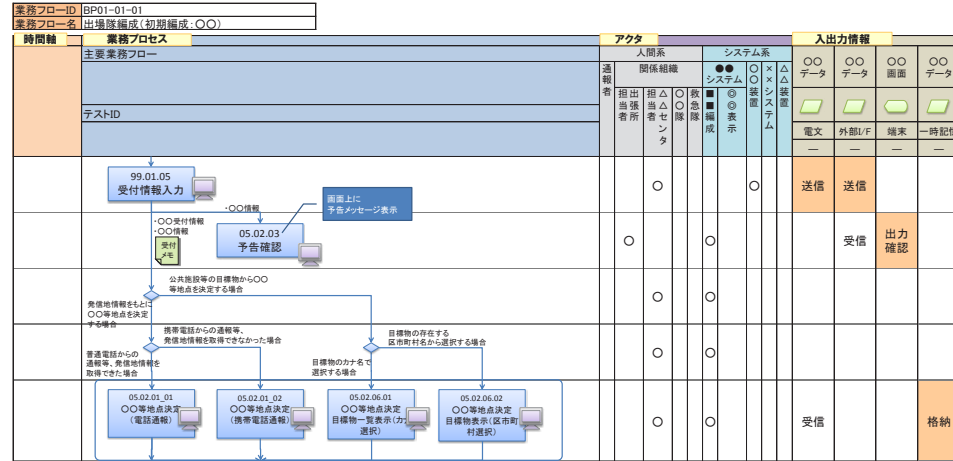 業務フローID BP01-01-01
業務フロー名 出場隊編成(初期編成:〇〇)
時間軸 業務プロセス アクタ 入出力情報
主要業務フロー
テストID
人間系 システム系
通報者
関係組織
担当者
出張所
担当者
△△センタ
〇〇隊
救急隊
●●システム
■■編成
◎◎表示
〇〇装置
××システム
△△装置
〇〇データ
〇〇データ
〇〇画面
〇〇データ
電文 外部I/F 端末 一時記憶
― ― ― ―
99.01.05
受付情報入力
・〇〇情報
画面上に
予告メッセージ表示
〇 〇 送信 送信
・〇〇受付情報
・〇〇情報
受付
メモ
05.02.03
予告確認
〇 〇 受信 出力
確認
公共施設等の目標物から〇〇
等地点を決定する場合
発信地情報をもとに
〇〇等地点を決定
する場合
〇 〇
携帯電話からの通報等、
発信地情報を取得できなかった場合
目標物の存在する
区市町村名から選択する場合
普通電話からの
通報等、発信地情報を
取得できた場合
目標物のカナ名で
選択する場合
〇 〇
05.02.01_01
〇〇等地点決定
(電話通報)
05.02.01_02
〇〇等地点決定
(携帯電話通報)
05.02.06.01
〇〇等地点決定
目標物一覧表示(カナ
選択)
05.02.06.02
〇〇等地点決定
目標物表示(区市町
村選択)
〇 〇 受信 格納